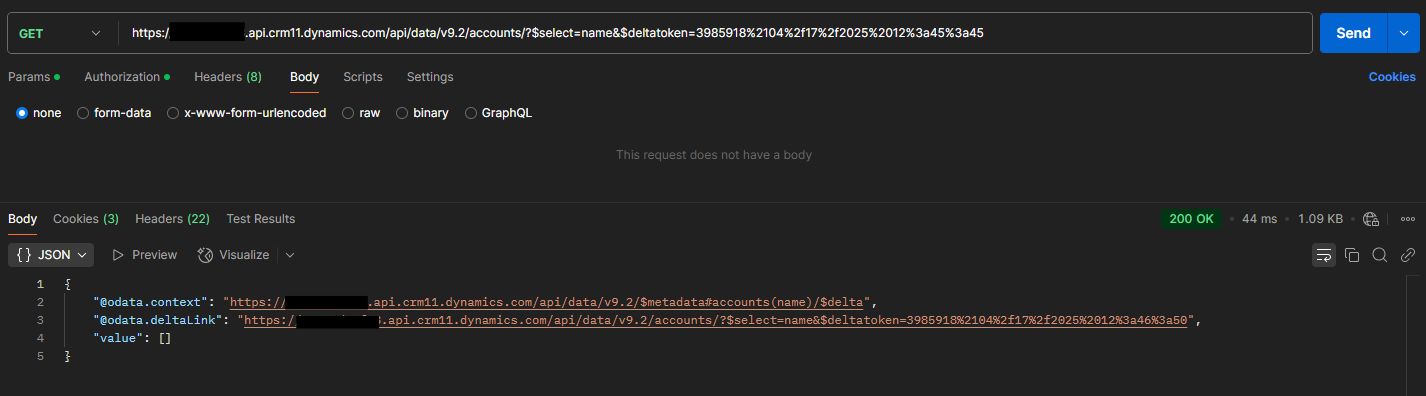 GET https:/ .api.crm11.dynamics.com/api/data/v9.2/accounts/?$select=name&$deltatoken=3985918%2104%2f17%2f2025%2012%3a45%3a45 Send
Params Authorization Headers (8) Body Scripts Settings Cookies
none form-data x-www-form-urlencoded raw binary GraphQL
This request does not have a body
Body Cookies (3) Headers (22) Test Results 200 OK 44 ms 1.09 KB
{} JSON Preview Visualize
1 {
2 "@odata.context": "https:// .api.crm11.dynamics.com/api/data/v9.2/$metadata#accounts(name)/$delta",
3 "@odata.deltaLink": "https:/ .api.crm11.dynamics.com/api/data/v9.2/accounts/?$select=name&$deltatoken=3985918%2104%2f17%2f2025%2012%3a46%3a50",
4 "value": []
5 }